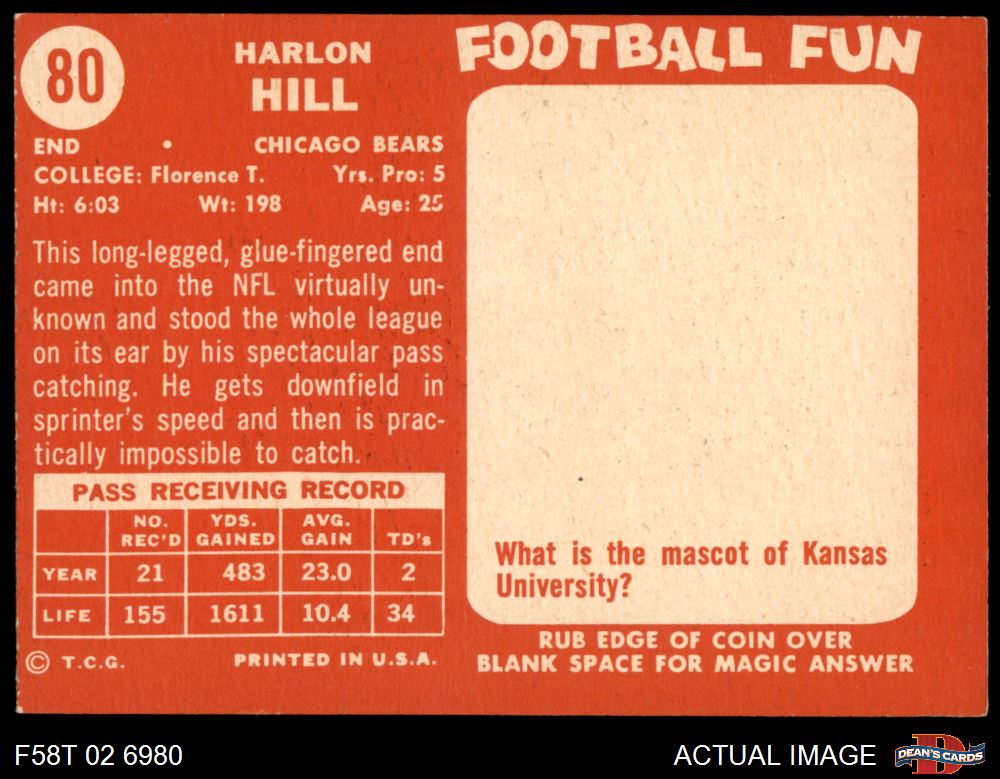 80
HARLON
HILL
END • CHICAGO BEARS
COLLEGE: Florence T. Yrs. Pro: 5
Ht: 6:03 Wt: 198 Age: 25
This long-legged, glue-fingered end
came into the NFL virtually un-
known and stood the whole league
on its ear by his spectacular pass
catching. He gets downfield in
sprinter's speed and then is prac-
tically impossible to catch.
PASS RECEIVING RECORD
NO. REC'D YDS. GAINED AVG. GAIN TD's
YEAR 21 483 23.0 2
LIFE 155 1611 10.4 34
© T.C.G. PRINTED IN U.S.A.
FOOTBALL FUN
What is the mascot of Kansas
University?
RUB EDGE OF COIN OVER
BLANK SPACE FOR MAGIC ANSWER
F58T 02 6980
ACTUAL IMAGE
D
DEAN'S CARDS